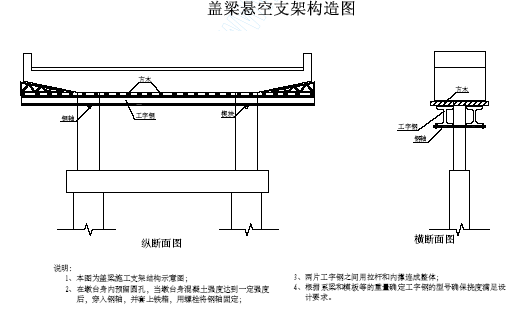 盖梁悬空支架构造图
方木
钢轴
工字钢
楔块
方木
工字钢
钢轴
纵断面图
横断面图
说明:
1、本图为盖梁施工支架结构示意图;
2、在墩台身内预留圆孔,当墩台身混凝土强度达到一定强度
后,穿入钢轴,并套上铁箱,用螺栓将钢轴固定;
3、两片工字钢之间用拉杆和内撑连成整体;
4、根据系梁和模板等的重量确定工字钢的型号确保挠度满足设
计要求。